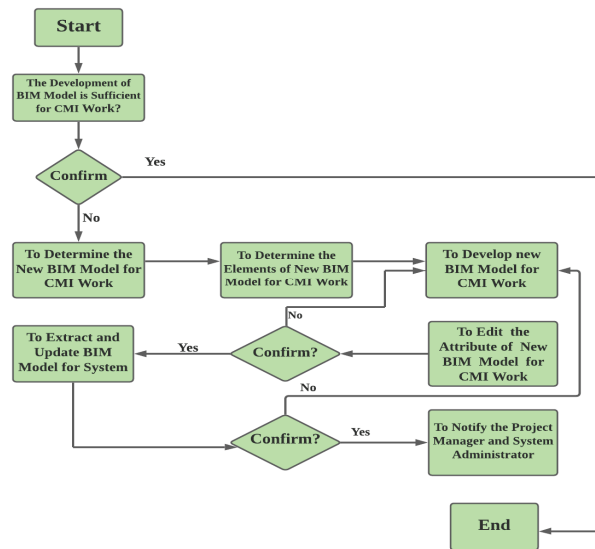 Start
The Development of
BIM Model is Sufficient
for CMI Work?
Confirm
Yes
No
To Determine the
New BIM Model for
CMI Work
To Determine the
Elements of New BIM
Model for CMI Work
To Develop new
BIM Model for
CMI Work
No
To Extract and
Update BIM
Model for System
Yes
Confirm?
To Edit the
Attribute of New
BIM Model for
CMI Work
No
Confirm?
Yes
To Notify the Project
Manager and System
Administrator
End